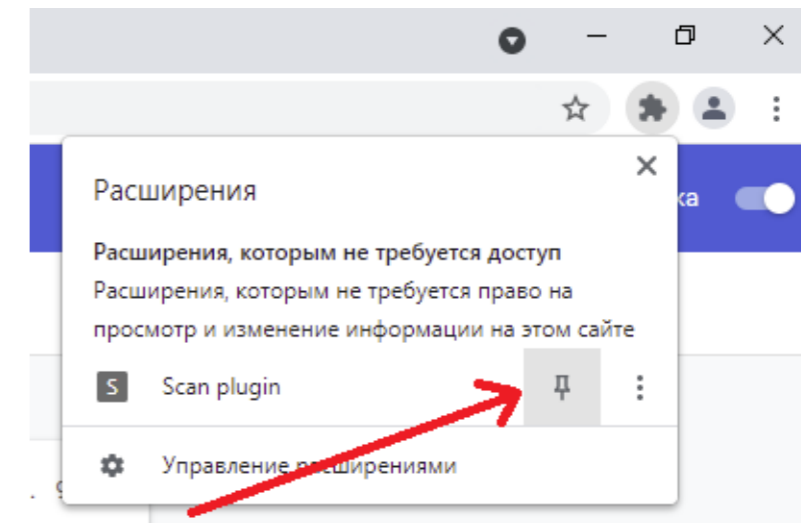 Расширения
Расширения, которым не требуется доступ
Расширения, которым не требуется право на
просмотр и изменение информации на этом сайте
S Scan plugin
Управление расширениями